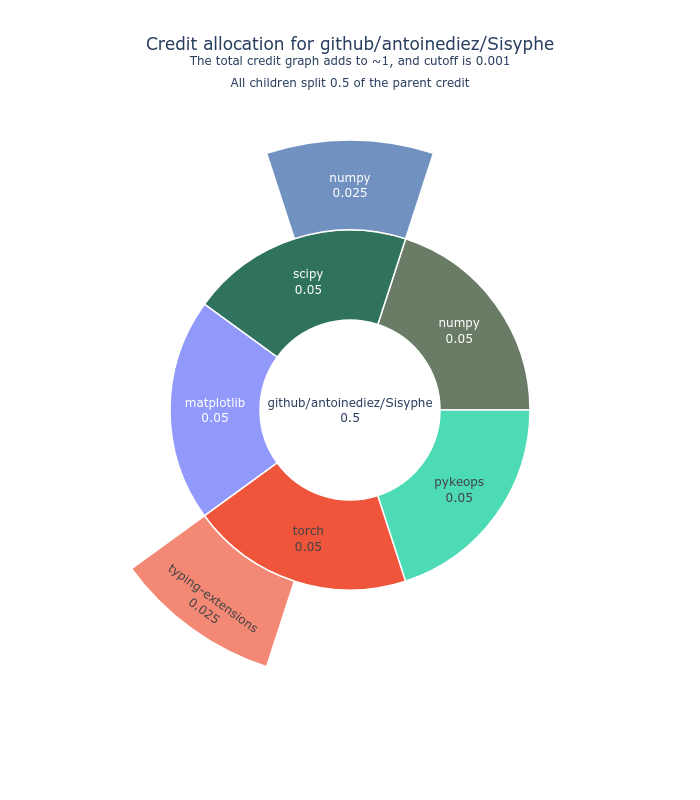 Credit allocation for github/antoinediez/Sisyphe
The total credit graph adds to ~1, and cutoff is 0.001
All children split 0.5 of the parent credit
numpy
0.025
scipy
0.05
numpy
0.05
matplotlib
0.05
github/antoinediez/Sisyphe
0.5
pykeops
0.05
torch
0.05
typing-extensions
0.025